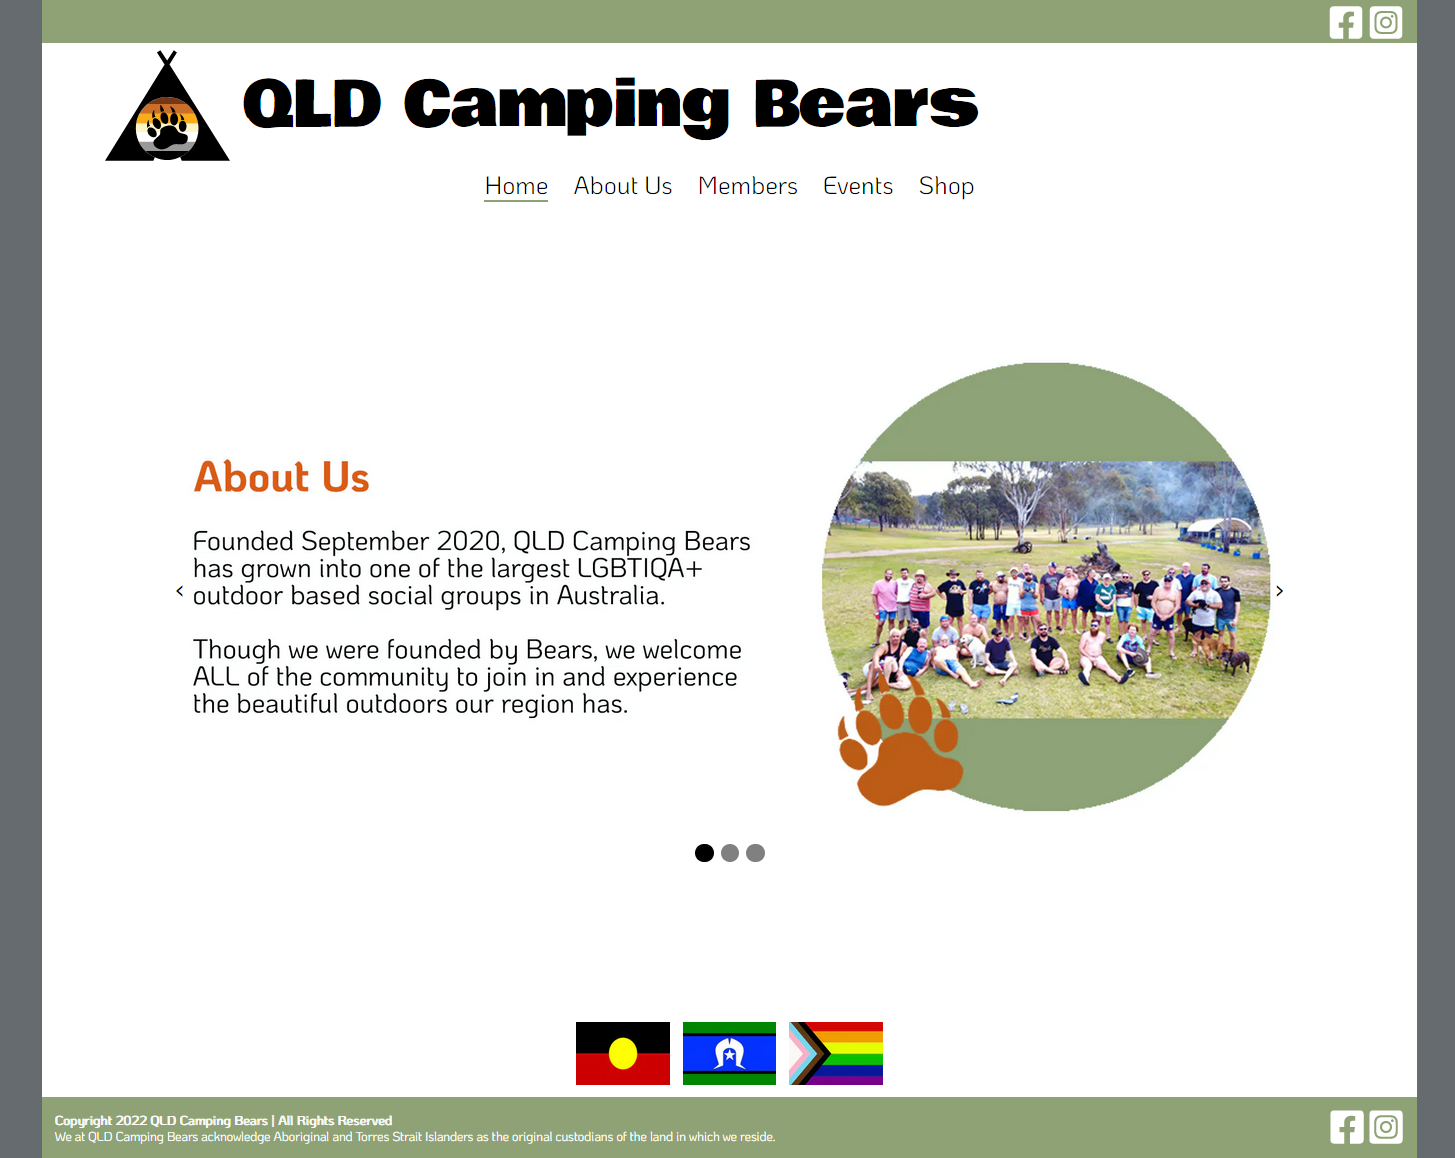 QLD Camping Bears
Home About Us Members Events Shop
About Us
Founded September 2020, QLD Camping Bears
has grown into one of the largest LGBTIQA+
outdoor based social groups in Australia.
Though we were founded by Bears, we welcome
ALL of the community to join in and experience
the beautiful outdoors our region has.
Copyright 2022 QLD Camping Bears | All Rights Reserved
We at QLD Camping Bears acknowledge Aboriginal and Torres Strait Islanders as the original custodians of the land in which we reside.